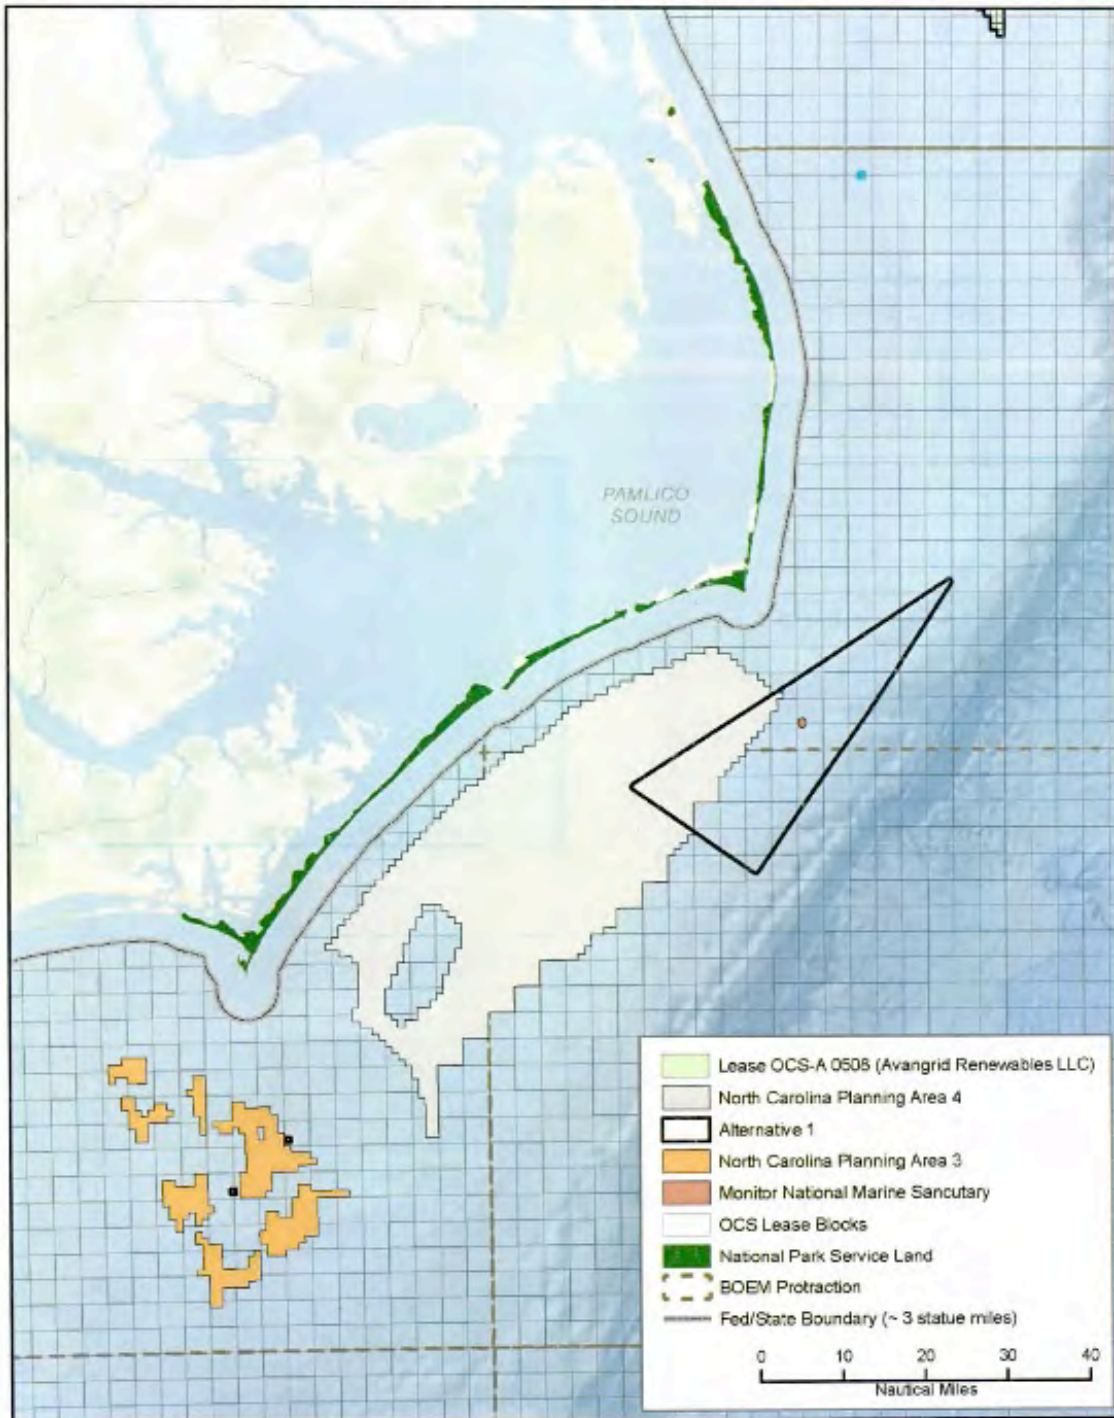 PAMLICO
SOUND
Lease OCS-A 0508 (Avangrid Renewables LLC)
North Carolina Planning Area 4
Alternative 1
North Carolina Planning Area 3
Monitor National Marine Sancutary
OCS Lease Blocks
National Park Service Land
BOEM Protraction
Fed/State Boundary (~ 3 statue miles)
0 10 20 30 40
Nautical Miles